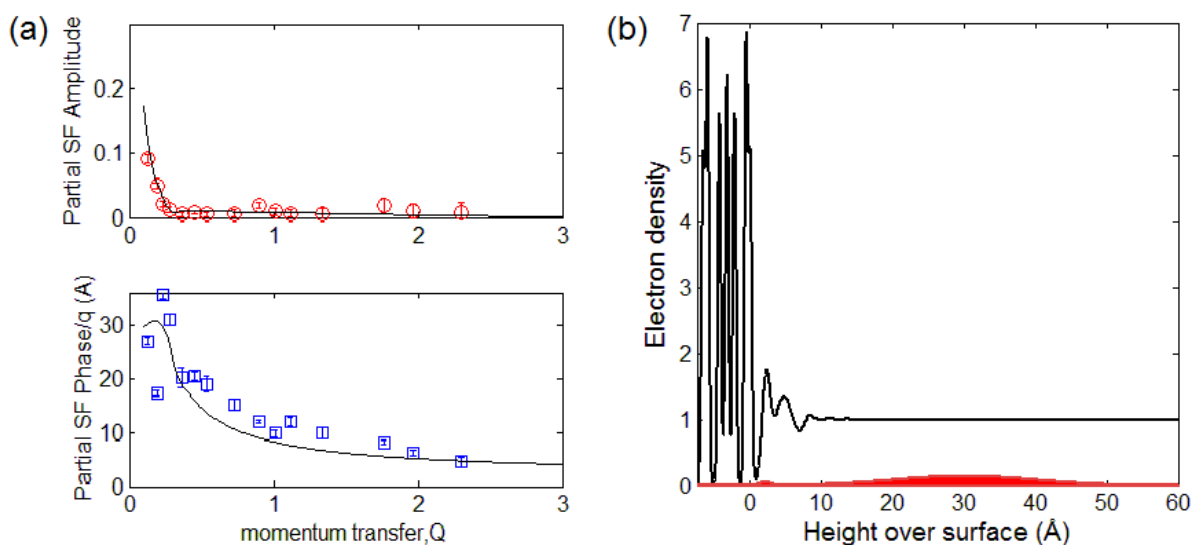 (a)
Partial SF Amplitude
0.2
0.1
0
0 1 2 3
Partial SF Phase/q (A)
30
20
10
0
0 1 2 3
momentum transfer,Q
(b)
Electron density
7
6
5
4
3
2
1
0
0 10 20 30 40 50 60
Height over surface (Å)